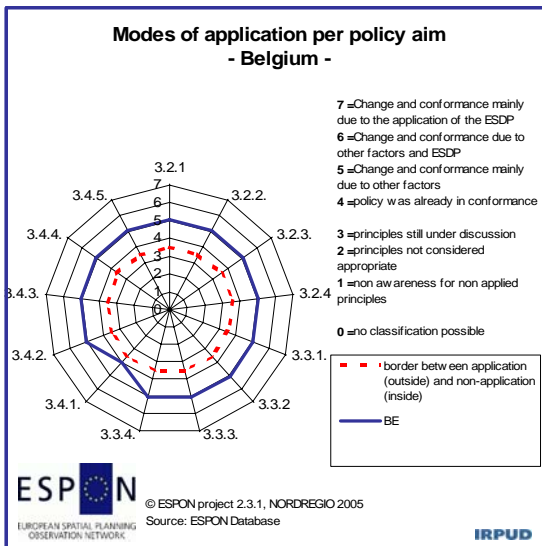 Modes of application per policy aim
- Belgium -
7 =Change and conformance mainly
due to the application of the ESDP
6 =Change and conformance due to
other factors and ESDP
5 =Change and conformance mainly
due to other factors
4 =policy was already in conformance
3 =principles still under discussion
2 =principles not considered
appropriate
1 =non awareness for non applied
principles
0 =no classification possible
3.2.1
3.2.2.
3.2.3.
3.2.4
3.3.1.
3.3.2
3.3.3.
3.3.4.
3.4.1.
3.4.2.
3.4.3.
3.4.4.
3.4.5.
7
6
5
4
3
2
1
0
border between application
(outside) and non-application
(inside)
BE
ESPON
EUROPEAN SPATIAL PLANNING
OBSERVATION NETWORK
© ESPON project 2.3.1, NORDREGIO 2005
Source: ESPON Database
IRPUD